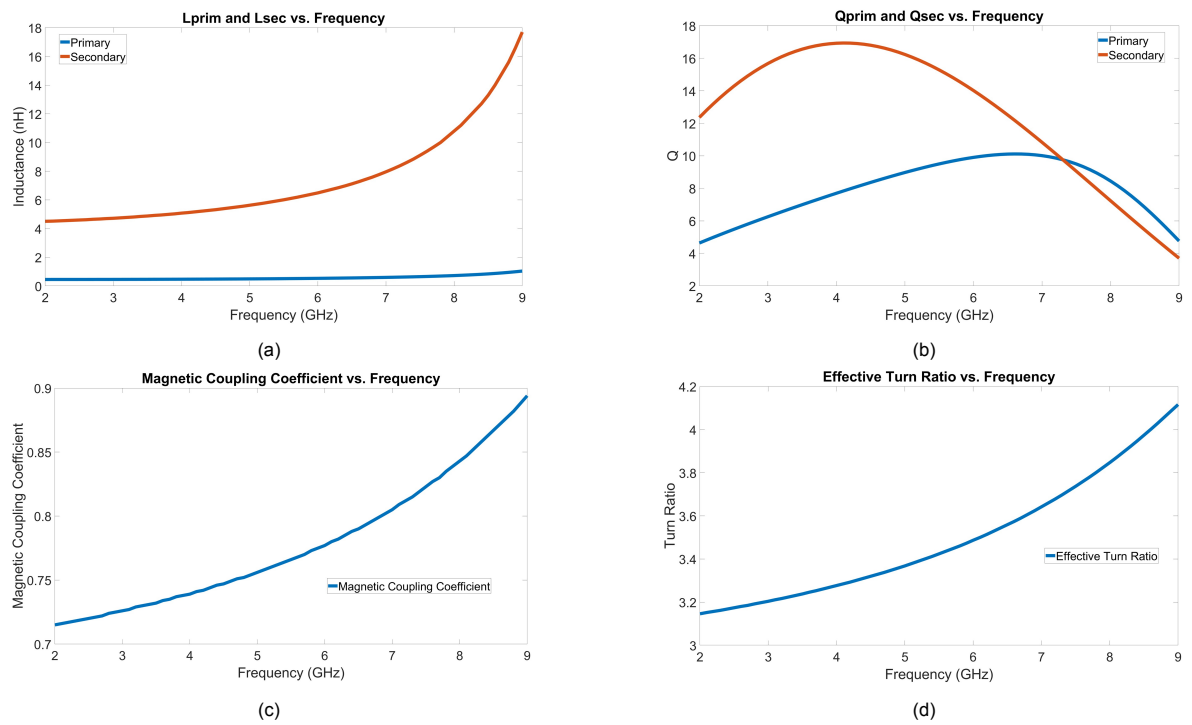 Lprim and Lsec vs. Frequency
18
16
14
12
10
8
6
4
2
0
Inductance (nH)
Primary
Secondary
2 3 4 5 6 7 8 9
Frequency (GHz)
(a)
Qprim and Qsec vs. Frequency
18
16
14
12
10
8
6
4
2
Q
Primary
Secondary
2 3 4 5 6 7 8 9
Frequency (GHz)
(b)
Magnetic Coupling Coefficient vs. Frequency
0.9
0.85
0.8
0.75
0.7
Magnetic Coupling Coefficient
Magnetic Coupling Coefficient
2 3 4 5 6 7 8 9
Frequency (GHz)
(c)
Effective Turn Ratio vs. Frequency
4.2
4
3.8
3.6
3.4
3.2
3
Turn Ratio
Effective Turn Ratio
2 3 4 5 6 7 8 9
Frequency (GHz)
(d)